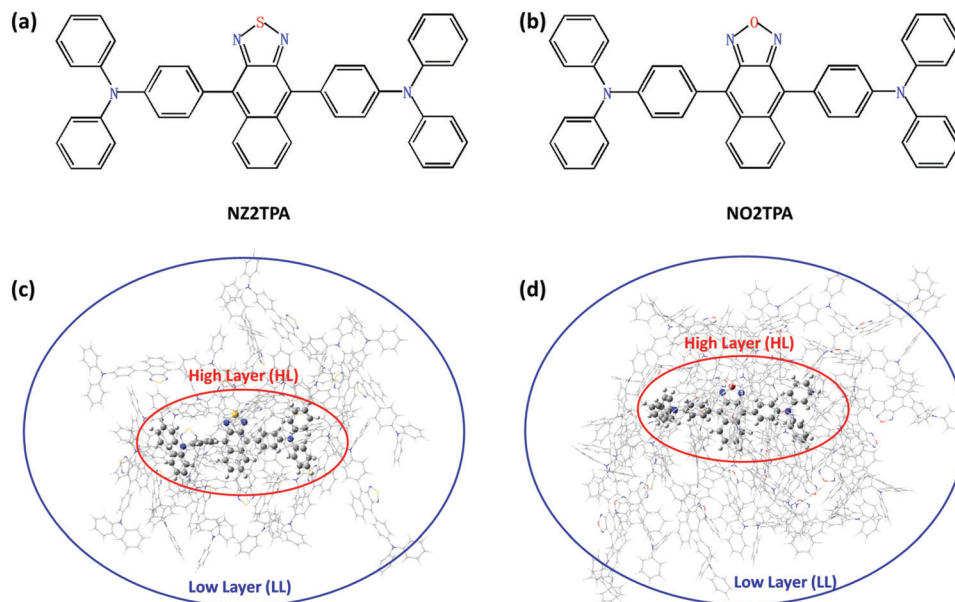 (a)
S
N N
N
N
NZ2TPA
(b)
O
N N
N
N
NO2TPA
(c)
High Layer (HL)
Low Layer (LL)
(d)
High Layer (HL)
Low Layer (LL)